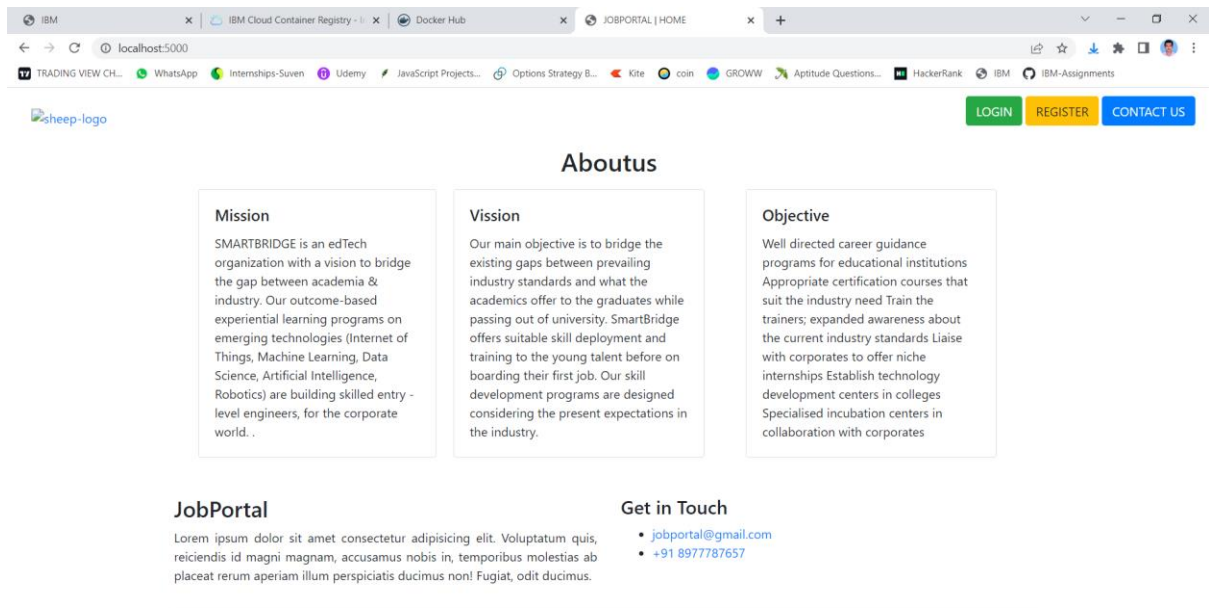 IBM
IBM Cloud Container Registry - I
Docker Hub
JOBPORTAL | HOME
localhost:5000
TRADING VIEW CH...
WhatsApp
Internships-Suven
Udemy
JavaScript Projects...
Options Strategy B...
Kite
coin
GROWW
Aptitude Questions...
HackerRank
IBM
IBM-Assignments
sheep-logo
LOGIN
REGISTER
CONTACT US
Aboutus
Mission
SMARTBRIDGE is an edTech
organization with a vision to bridge
the gap between academia &
industry. Our outcome-based
experiential learning programs on
emerging technologies (Internet of
Things, Machine Learning, Data
Science, Artificial Intelligence,
Robotics) are building skilled entry -
level engineers, for the corporate
world. .
Vission
Our main objective is to bridge the
existing gaps between prevailing
industry standards and what the
academics offer to the graduates while
passing out of university. SmartBridge
offers suitable skill deployment and
training to the young talent before on
boarding their first job. Our skill
development programs are designed
considering the present expectations in
the industry.
Objective
Well directed career guidance
programs for educational institutions
Appropriate certification courses that
suit the industry need Train the
trainers; expanded awareness about
the current industry standards Liaise
with corporates to offer niche
internships Establish technology
development centers in colleges
Specialised incubation centers in
collaboration with corporates
JobPortal
Lorem ipsum dolor sit amet consectetur adipisicing elit. Voluptatum quis,
reiciendis id magni magnam, accusamus nobis in, temporibus molestias ab
placeat rerum aperiam illum perspiciatis ducimus non! Fugiat, odit ducimus.
Get in Touch
jobportal@gmail.com
+91 8977787657